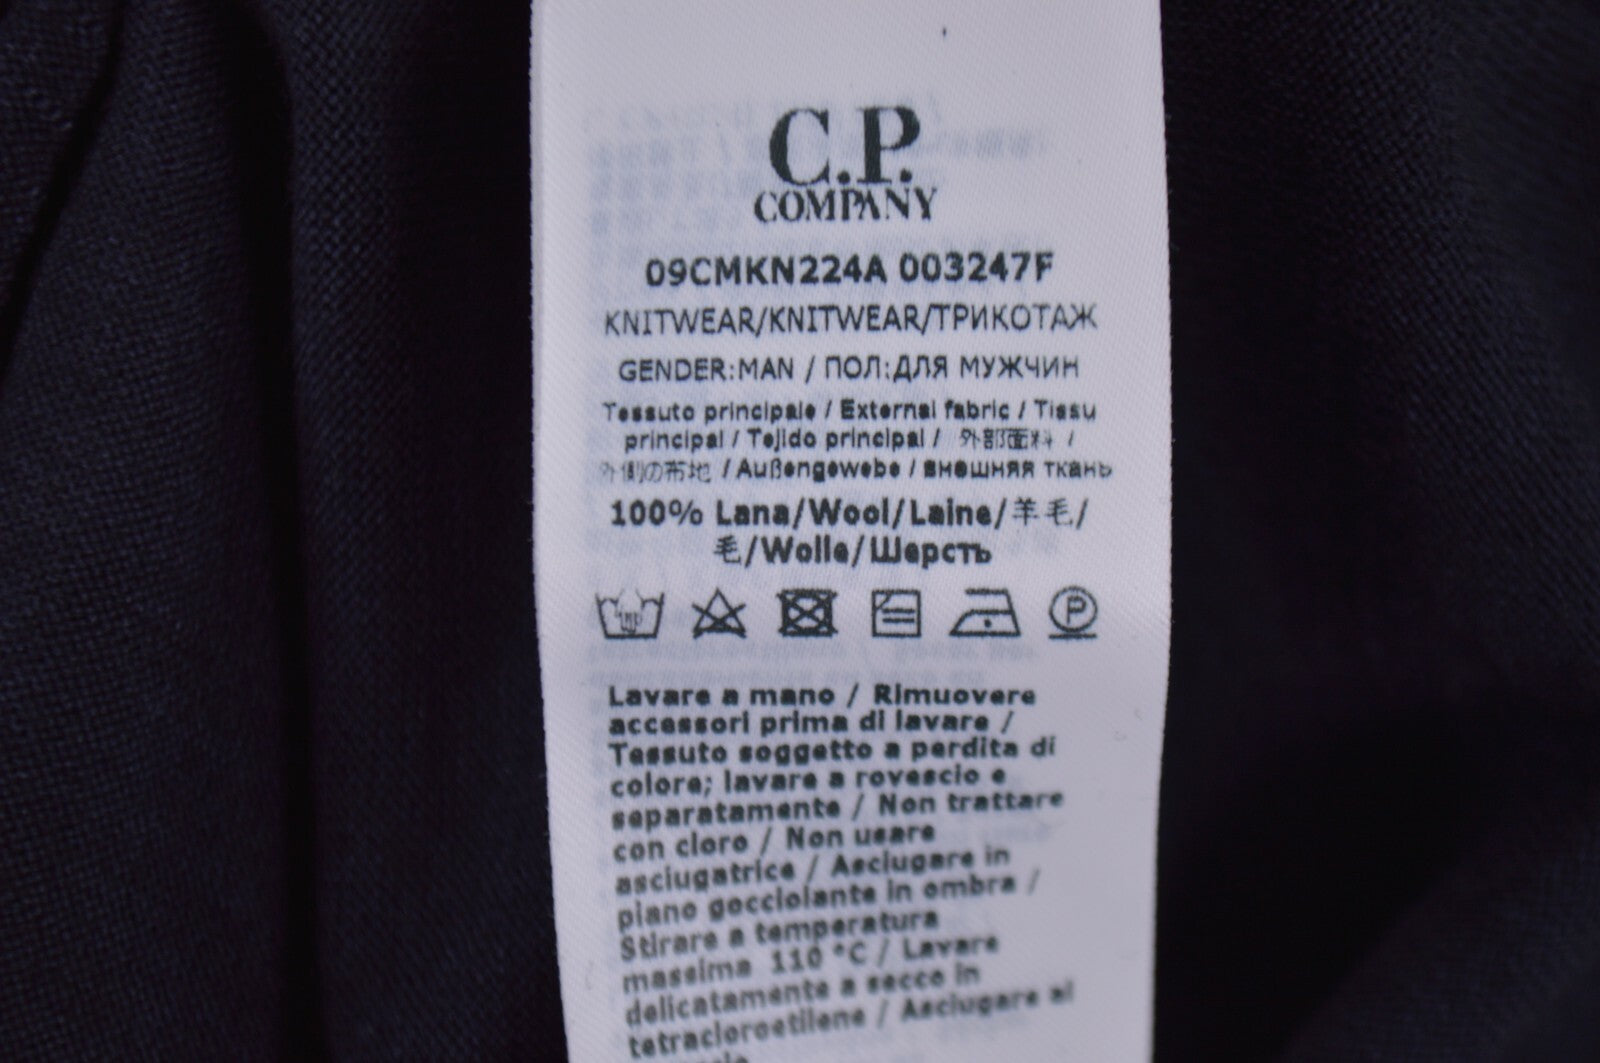 C.P.
COMPANY
09CMKN224A 003247F
KNITWEAR/KNITWEAR/ТРИКОТАЖ
GENDER:MAN / ПОЛ:ДЛЯ МУЖЧИН
Tessuto principale / External fabric / Tissu
principal / Tejido principal / 外部面料 /
外側の布地 / Außengewebe / внешняя ткань
100% Lana/Wool/Laine/羊毛/
毛/Wolle/Шерсть
P
Lavare a mano / Rimuovere
accessori prima di lavare /
Tessuto soggetto a perdita di
colore; lavare a rovescio e
separatamente / Non trattare
con cloro / Non usare
asciugatrice / Asciugare in
piano gocciolante in ombra /
Stirare a temperatura
massima 110 °C / Lavare
delicatamente a secco in
tetracloroetilene / Asciugare al